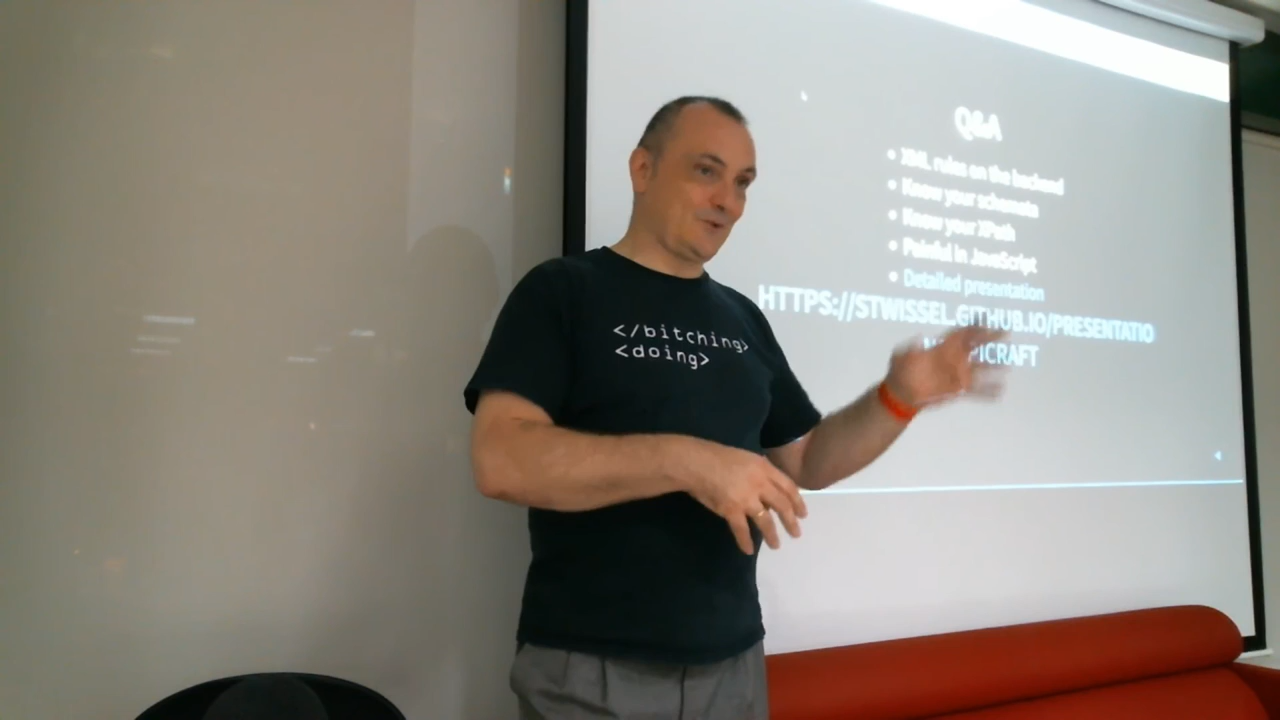 </bitching>
<doing>
Q&A
• XML rules on the backend
• Know your schemata
• Know your XPath
• Painful in JavaScript
• Detailed presentation
HTTPS://STWISSEL.GITHUB.IO/PRESENTATIO
PICRAFT